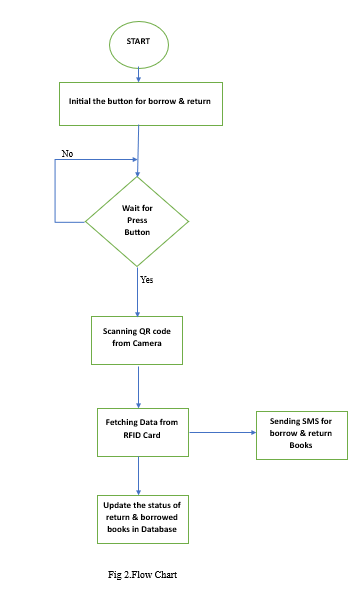 START
Initial the button for borrow & return
No
Wait for
Press
Button
Yes
Scanning QR code
from Camera
Fetching Data from
RFID Card
Sending SMS for
borrow & return
Books
Update the status of
return & borrowed
books in Database
Fig 2.Flow Chart